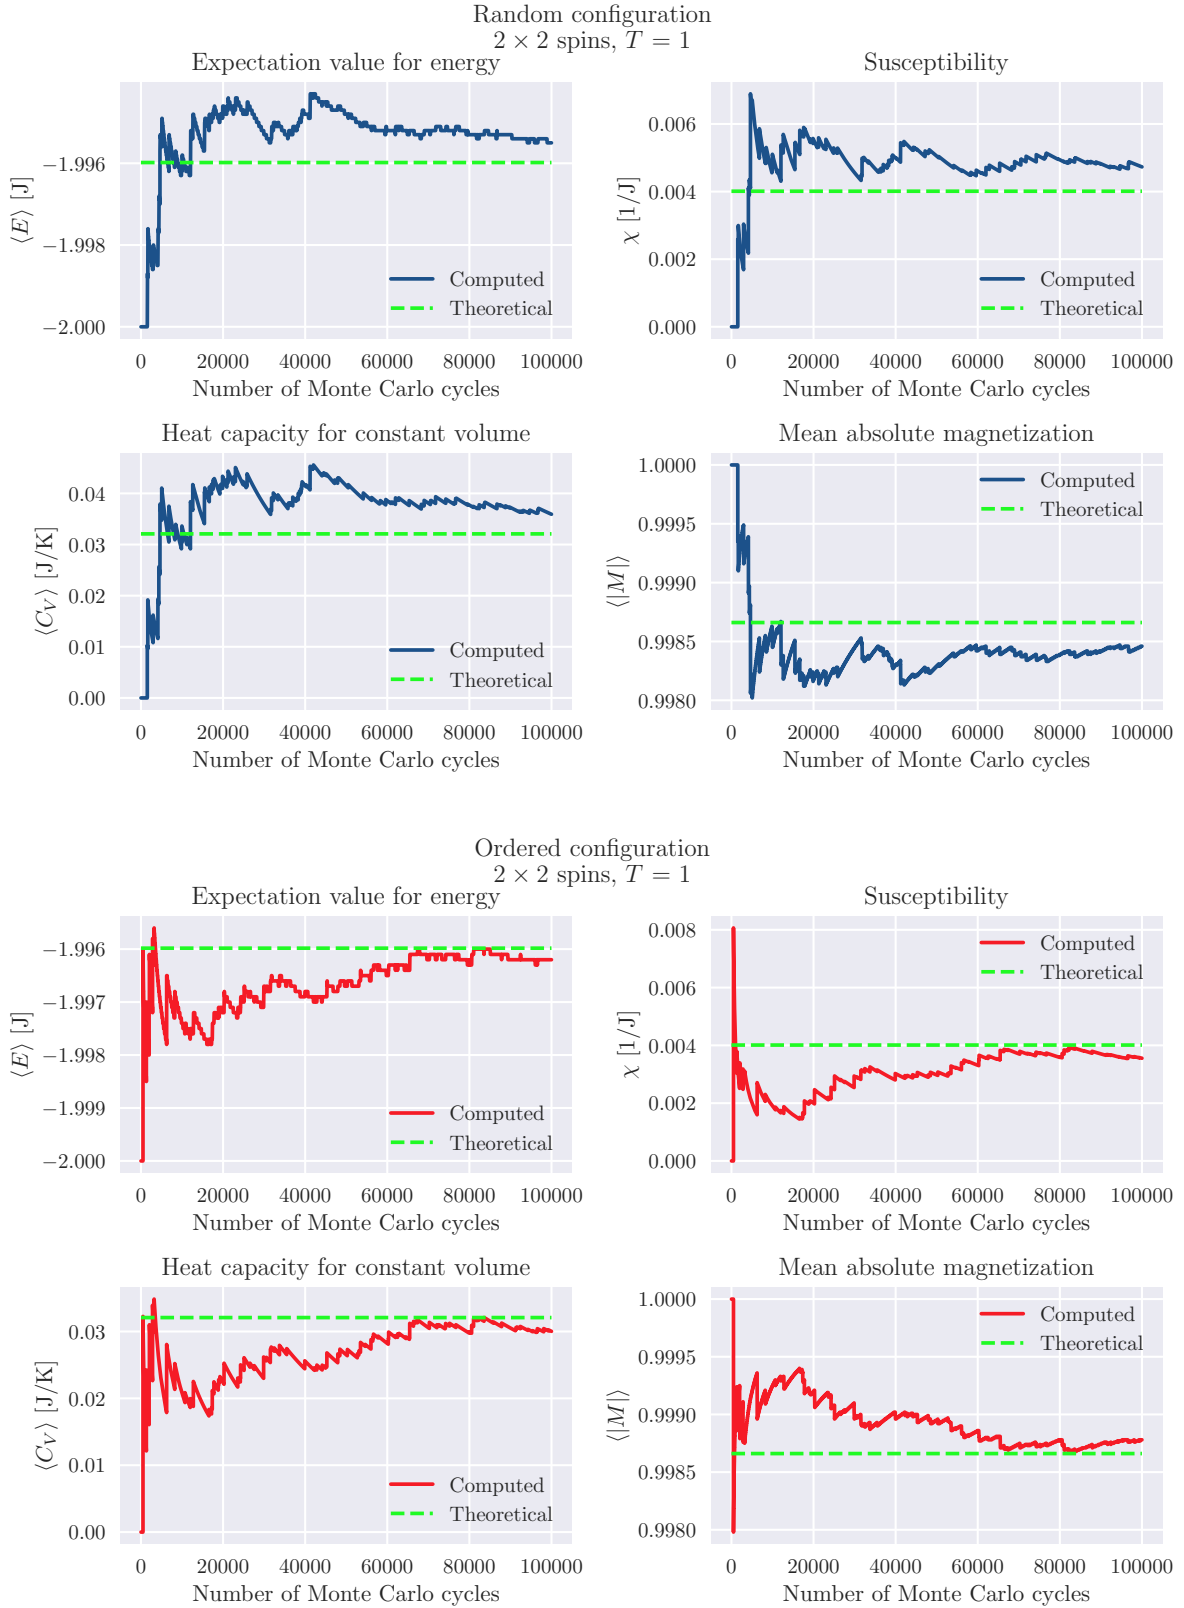 Random configuration
2 × 2 spins, T = 1
Expectation value for energy
⟨E⟩ [J]
−1.996
−1.998
−2.000
Computed
Theoretical
0 20000 40000 60000 80000 100000
Number of Monte Carlo cycles
Susceptibility
χ [1/J]
0.006
0.004
0.002
0.000
Computed
Theoretical
0 20000 40000 60000 80000 100000
Number of Monte Carlo cycles
Heat capacity for constant volume
⟨C_V⟩ [J/K]
0.04
0.03
0.02
0.01
0.00
Computed
Theoretical
0 20000 40000 60000 80000 100000
Number of Monte Carlo cycles
Mean absolute magnetization
⟨|M|⟩
1.0000
0.9995
0.9990
0.9985
0.9980
Computed
Theoretical
0 20000 40000 60000 80000 100000
Number of Monte Carlo cycles
Ordered configuration
2 × 2 spins, T = 1
Expectation value for energy
⟨E⟩ [J]
−1.996
−1.997
−1.998
−1.999
−2.000
Computed
Theoretical
0 20000 40000 60000 80000 100000
Number of Monte Carlo cycles
Susceptibility
χ [1/J]
0.008
0.006
0.004
0.002
0.000
Computed
Theoretical
0 20000 40000 60000 80000 100000
Number of Monte Carlo cycles
Heat capacity for constant volume
⟨C_V⟩ [J/K]
0.03
0.02
0.01
0.00
Computed
Theoretical
0 20000 40000 60000 80000 100000
Number of Monte Carlo cycles
Mean absolute magnetization
⟨|M|⟩
1.0000
0.9995
0.9990
0.9985
0.9980
Computed
Theoretical
0 20000 40000 60000 80000 100000
Number of Monte Carlo cycles